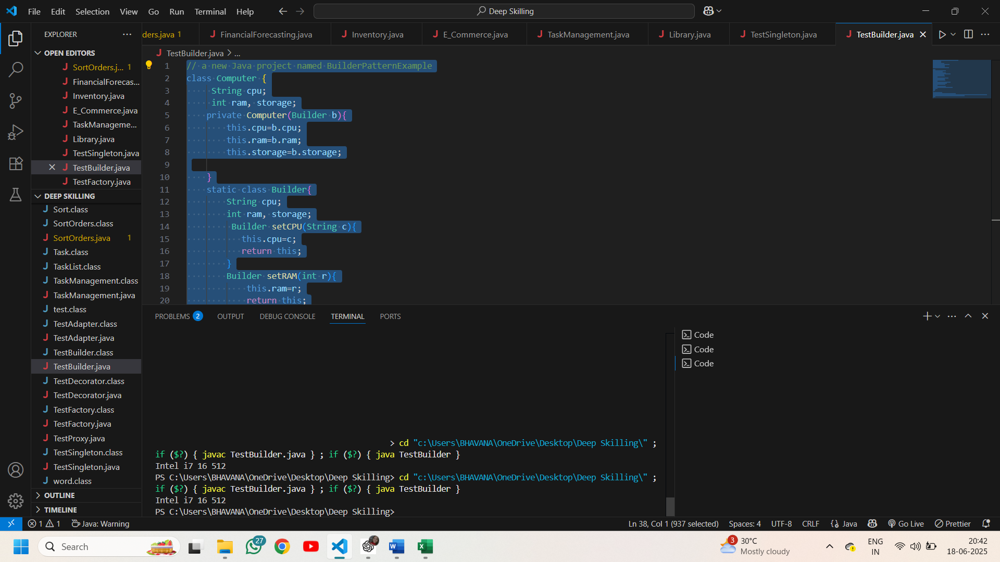 File Edit Selection View Go Run Terminal Help
Deep Skilling
EXPLORER
ders.java 1
FinancialForecasting.java
Inventory.java
E_Commerce.java
TaskManagement.java
Library.java
TestSingleton.java
TestBuilder.java
OPEN EDITORS
SortOrders.j... 1
FinancialForecas...
Inventory.java
E_Commerce.java
TaskManageme...
Library.java
TestSingleton.java
TestBuilder.java
TestFactory.java
DEEP SKILLING
Sort.class
SortOrders.class
SortOrders.java 1
Task.class
TaskList.class
TaskManagement.class
TaskManagement.java
test.class
TestAdapter.class
TestAdapter.java
TestBuilder.class
TestBuilder.java
TestDecorator.class
TestDecorator.java
TestFactory.class
TestFactory.java
TestProxy.java
TestSingleton.class
TestSingleton.java
word.class
OUTLINE
TIMELINE
TestBuilder.java > ...
1 // a new Java project named BuilderPatternExample
2 class Computer {
3 String cpu;
4 int ram, storage;
5 private Computer(Builder b){
6 this.cpu=b.cpu;
7 this.ram=b.ram;
8 this.storage=b.storage;
9
10 }
11 static class Builder{
12 String cpu;
13 int ram, storage;
14 Builder setCPU(String c){
15 this.cpu=c;
16 return this;
17 }
18 Builder setRAM(int r){
19 this.ram=r;
20 return this;
PROBLEMS 2 OUTPUT DEBUG CONSOLE TERMINAL PORTS
> cd "c:\Users\BHAVANA\OneDrive\Desktop\Deep Skilling\" ;
if ($?) { javac TestBuilder.java } ; if ($?) { java TestBuilder }
Intel i7 16 512
PS C:\Users\BHAVANA\OneDrive\Desktop\Deep Skilling> cd "c:\Users\BHAVANA\OneDrive\Desktop\Deep Skilling\" ;
if ($?) { javac TestBuilder.java } ; if ($?) { java TestBuilder }
Intel i7 16 512
PS C:\Users\BHAVANA\OneDrive\Desktop\Deep Skilling>
Code
Code
Code
1 1 Java: Warning
Ln 38, Col 1 (937 selected) Spaces: 4 UTF-8 CRLF {} Java Go Live Prettier
Search
27
3
30°C
Mostly cloudy
ENG
IN
20:42
18-06-2025